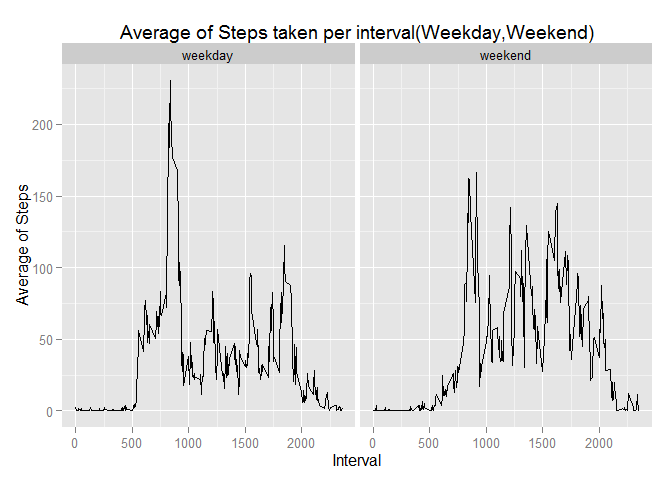 Average of Steps taken per interval(Weekday,Weekend)
weekday
weekend
Average of Steps
200
150
100
50
0
0 500 1000 1500 2000
0 500 1000 1500 2000
Interval